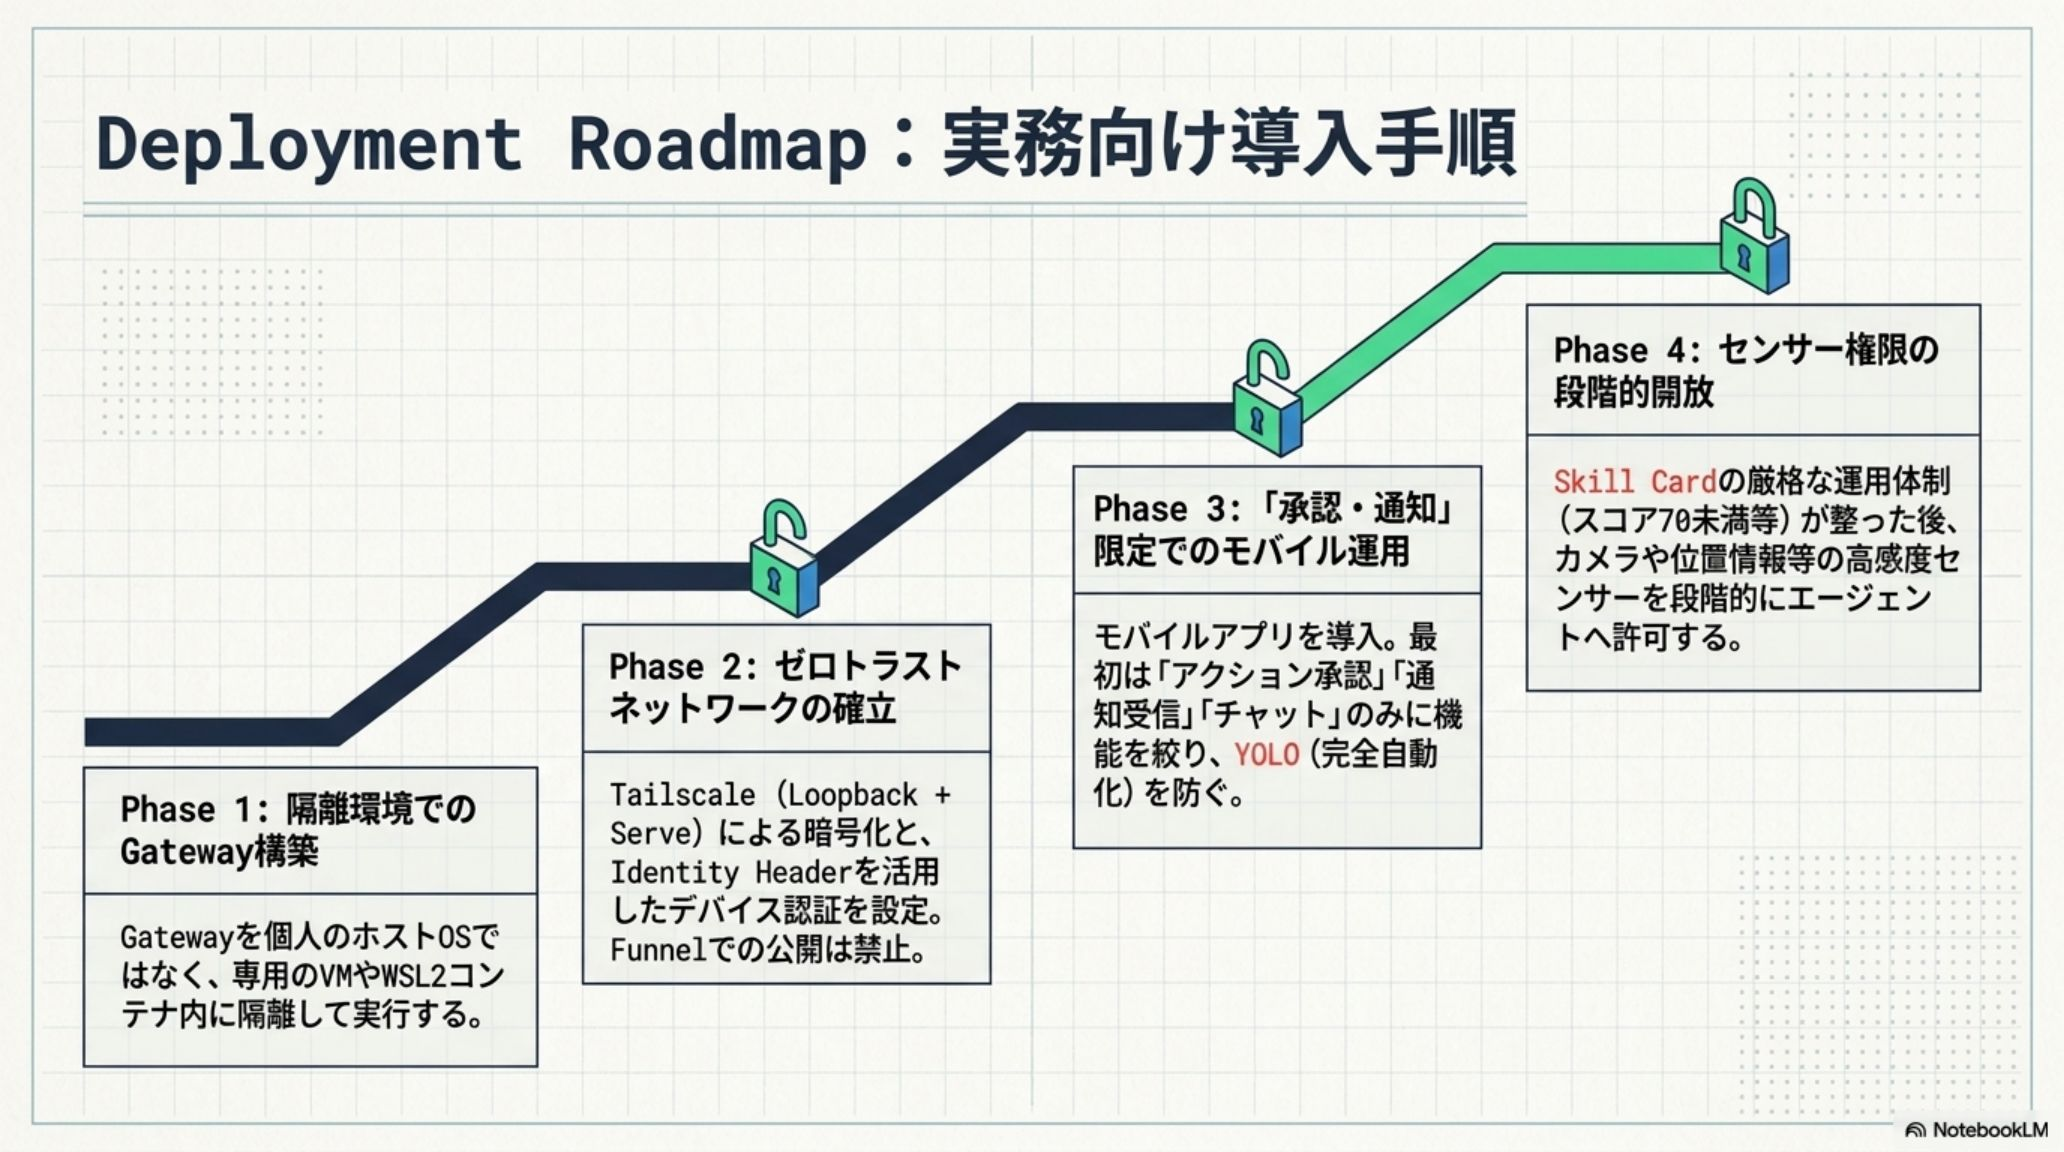 Deployment Roadmap：実務向け導入手順
Phase 1: 隔離環境での
Gateway構築
Gatewayを個人のホストOSで
はなく、専用のVMやWSL2コン
テナ内に隔離して実行する。
Phase 2: ゼロトラスト
ネットワークの確立
Tailscale（Loopback +
Serve）による暗号化と、
Identity Headerを活用
したデバイス認証を設定。
Funnelでの公開は禁止。
Phase 3:「承認・通知」
限定でのモバイル運用
モバイルアプリを導入。最
初は「アクション承認」「通
知受信」「チャット」のみに機
能を絞り、YOLO（完全自動
化）を防ぐ。
Phase 4: センサー権限の
段階的開放
Skill Cardの厳格な運用体制
（スコア70未満等）が整った後、
カメラや位置情報等の高感度セ
ンサーを段階的にエージェン
トへ許可する。
NotebookLM